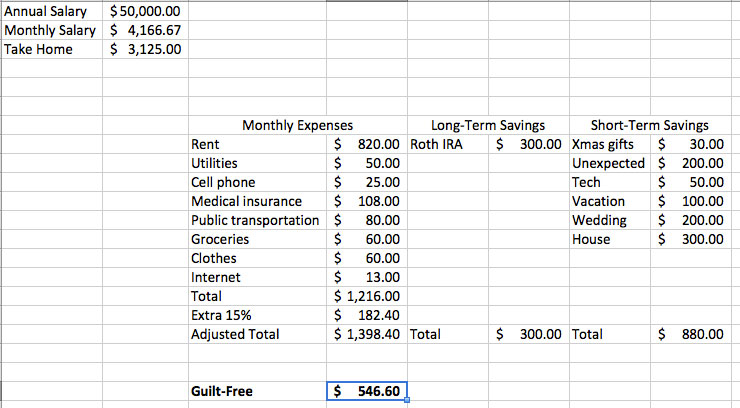 Annual Salary $50,000.00
Monthly Salary $ 4,166.67
Take Home $ 3,125.00
Monthly Expenses Long-Term Savings Short-Term Savings
Rent $ 820.00 Roth IRA $ 300.00 Xmas gifts $ 30.00
Utilities $ 50.00 Unexpected $ 200.00
Cell phone $ 25.00 Tech $ 50.00
Medical insurance $ 108.00 Vacation $ 100.00
Public transportation $ 80.00 Wedding $ 200.00
Groceries $ 60.00 House $ 300.00
Clothes $ 60.00
Internet $ 13.00
Total $ 1,216.00
Extra 15% $ 182.40
Adjusted Total $ 1,398.40 Total $ 300.00 Total $ 880.00
Guilt-Free $ 546.60